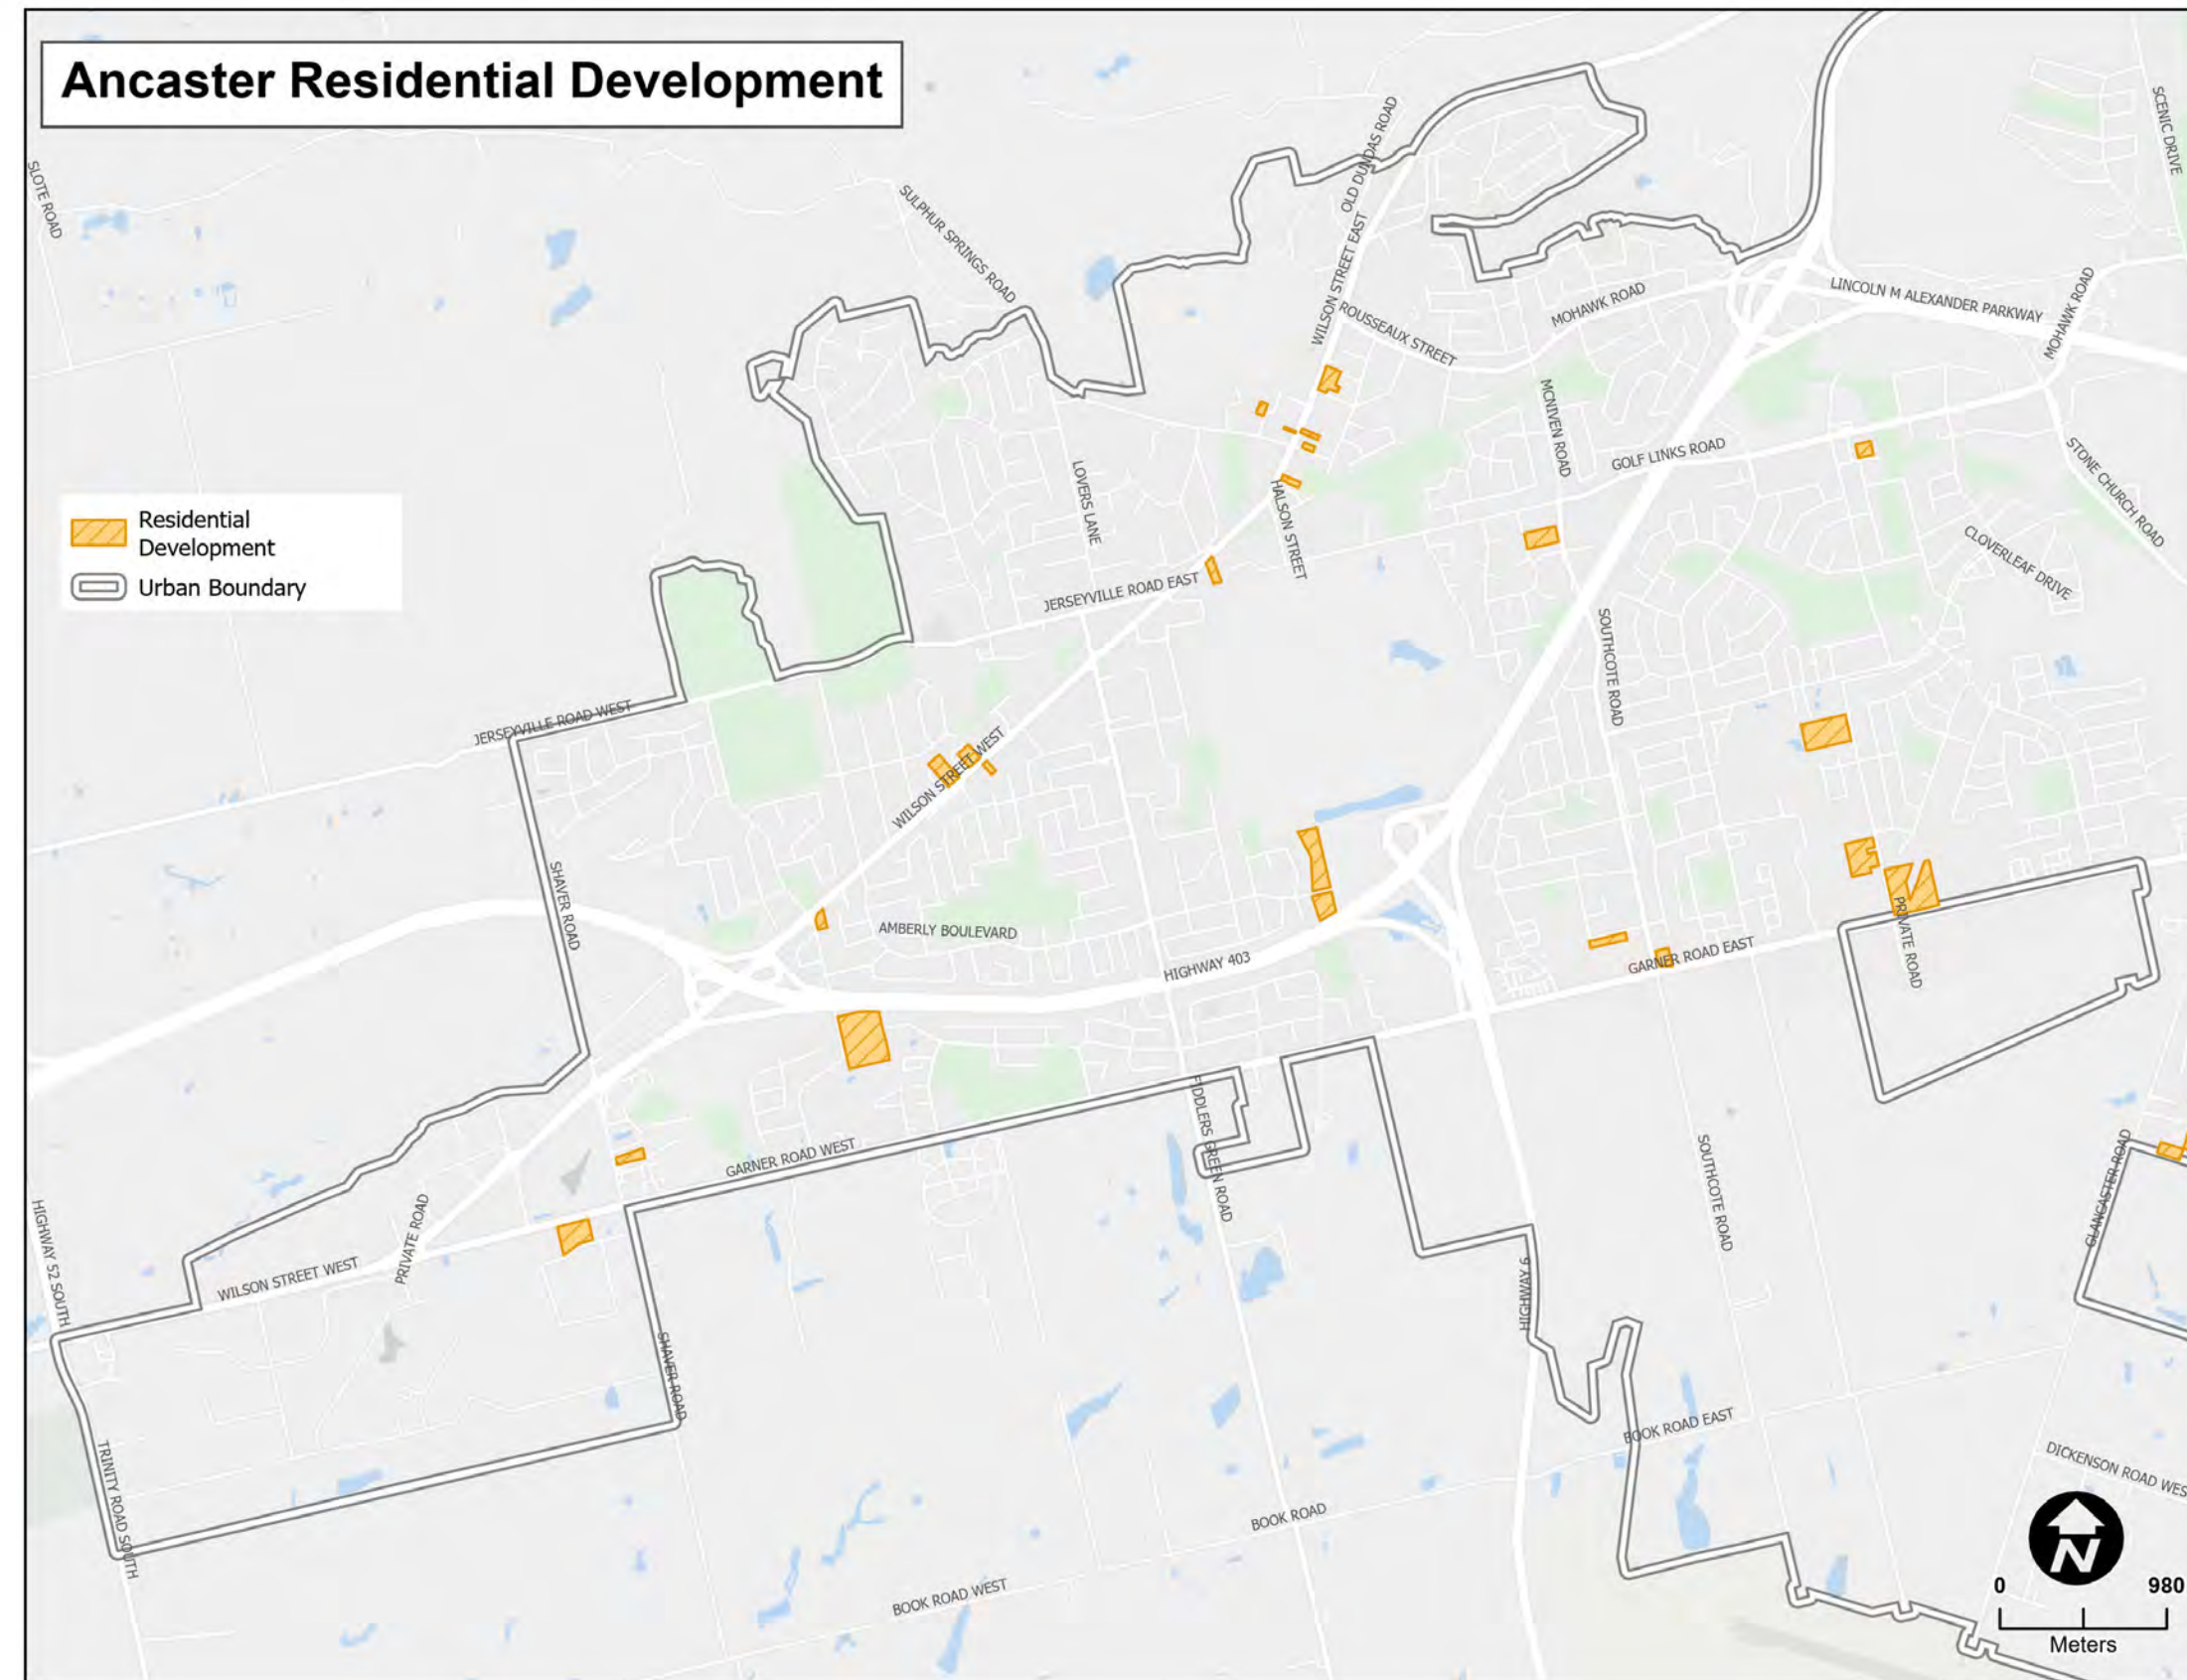 Ancaster Residential Development
SCENIC DRIVE
OLD DUNDAS ROAD
SLOTE ROAD
SULPHUR SPRINGS ROAD
WILSON STREET EAST
MOHAWK ROAD
LINCOLN M ALEXANDER PARKWAY
MOHAWK ROAD
ROUSSEAUX STREET
MCNIVEN ROAD
GOLF LINKS ROAD
STONE CHURCH ROAD
LOVERS LANE
HALSON STREET
Residential
Development
Urban Boundary
CLOVERLEAF DRIVE
JERSEYVILLE ROAD EAST
SOUTHCOTE ROAD
JERSEYVILLE ROAD WEST
WILSON STREET WEST
SHAVER ROAD
AMBERLY BOULEVARD
HIGHWAY 403
GARNER ROAD EAST
PRIVATE ROAD
GARNER ROAD WEST
FIDDLERS GREEN ROAD
SOUTHCOTE ROAD
GLANCASTER ROAD
HIGHWAY 52 SOUTH
PRIVATE ROAD
WILSON STREET WEST
HIGHWAY 6
SHAVER ROAD
BOOK ROAD EAST
TRINITY ROAD SOUTH
DICKENSON ROAD WES
BOOK ROAD
BOOK ROAD WEST
N
0 980
Meters